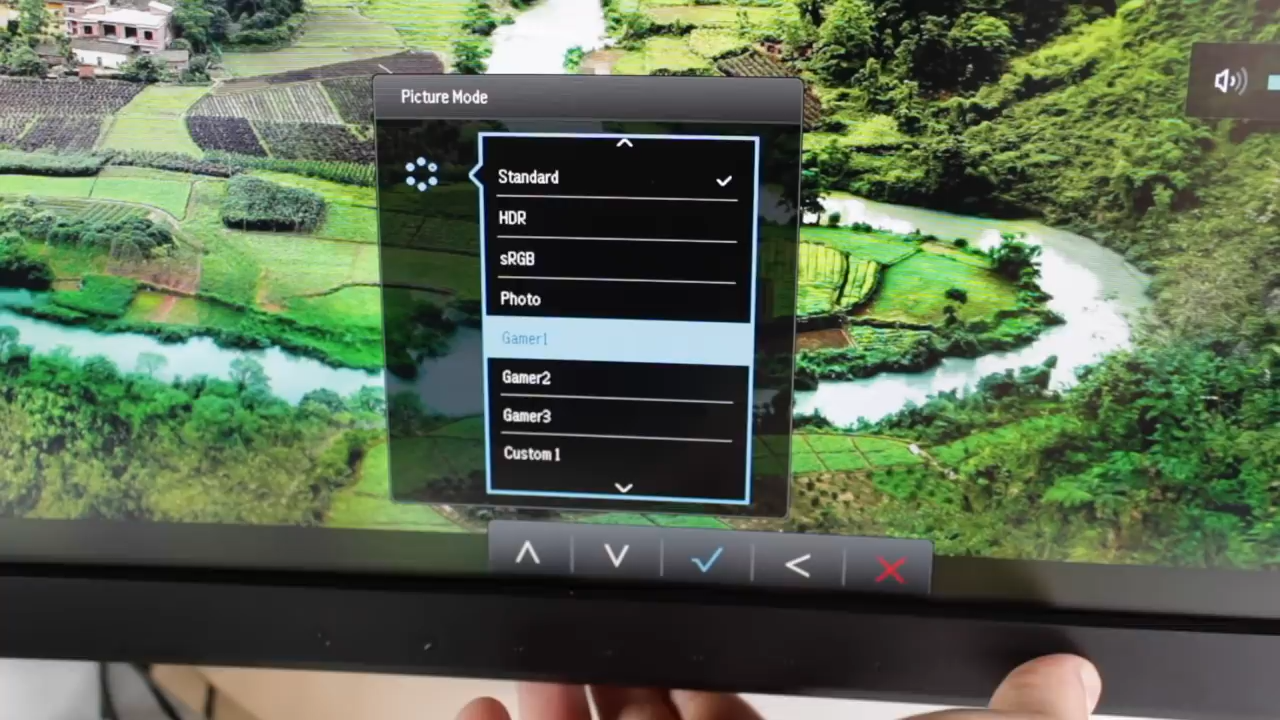 Picture Mode
Standard
HDR
sRGB
Photo
Gamer1
Gamer2
Gamer3
Custom 1